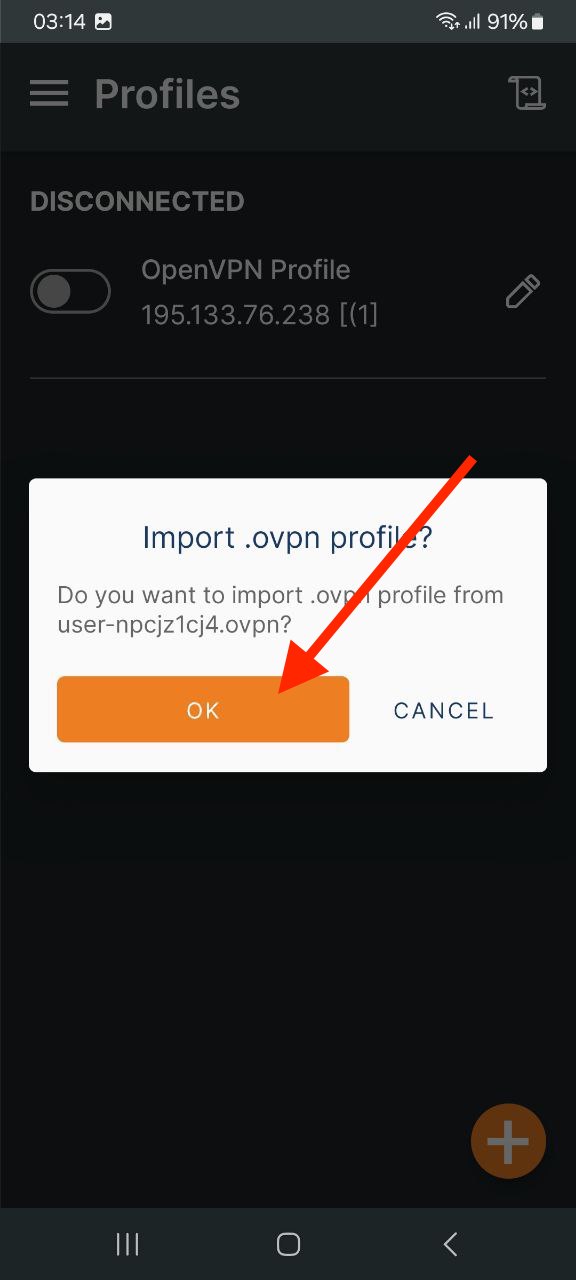 03:14
91%
Profiles
DISCONNECTED
OpenVPN Profile
195.133.76.238 [(1]
Import .ovpn profile?
Do you want to import .ovpn profile from
user-npcjz1cj4.ovpn?
OK
CANCEL